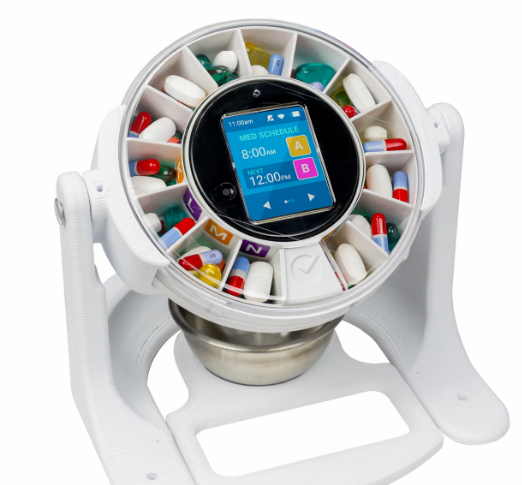 11:00am
MED SCHEDULE
8:00AM
A
NEXT
12:00PM
B
L
M
N